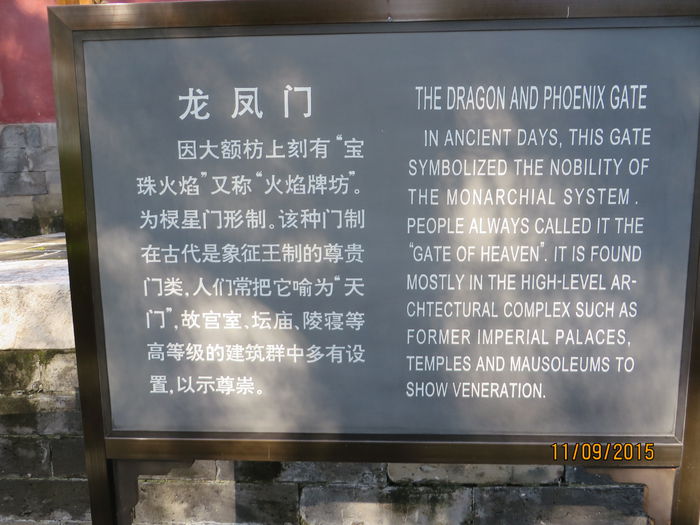 龙凤门
因大额枋上刻有“宝
珠火焰”又称“火焰牌坊”。
为棂星门形制。该种门制
在古代是象征王制的尊贵
门类,人们常把它喻为“天
门”,故宫室、坛庙、陵寝等
高等级的建筑群中多有设
置,以示尊崇。
THE DRAGON AND PHOENIX GATE
IN ANCIENT DAYS, THIS GATE
SYMBOLIZED THE NOBILITY OF
THE MONARCHIAL SYSTEM.
PEOPLE ALWAYS CALLED IT THE
“GATE OF HEAVEN”. IT IS FOUND
MOSTLY IN THE HIGH-LEVEL AR-
CHTECTURAL COMPLEX SUCH AS
FORMER IMPERIAL PALACES,
TEMPLES AND MAUSOLEUMS TO
SHOW VENERATION.
11/09/2015